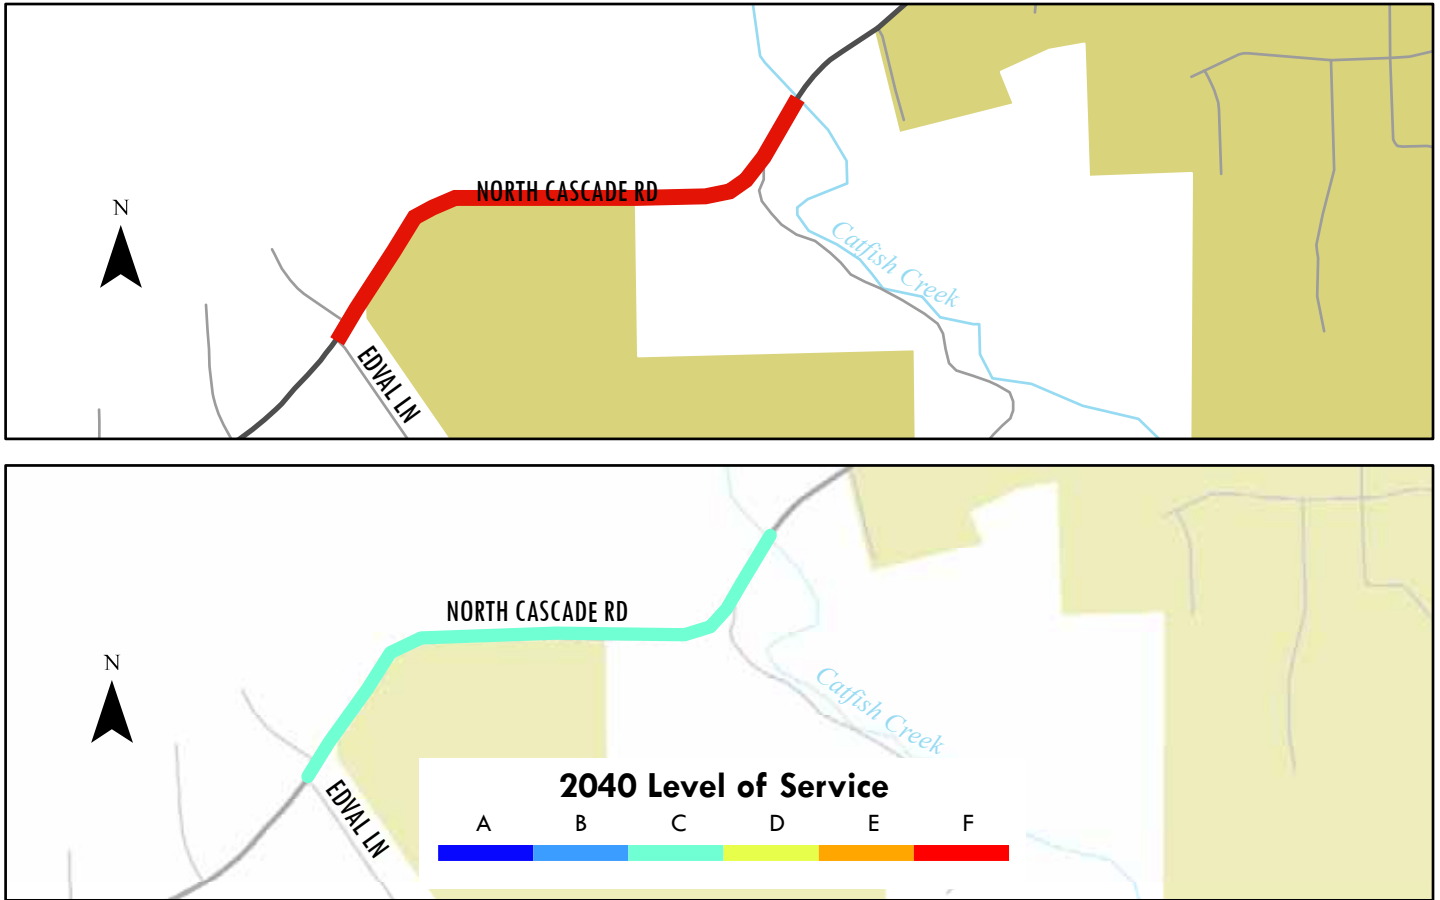 NORTH CASCADE RD
N
Catfish Creek
EDVAL LN
NORTH CASCADE RD
N
Catfish Creek
EDVAL LN
2040 Level of Service
A B C D E F